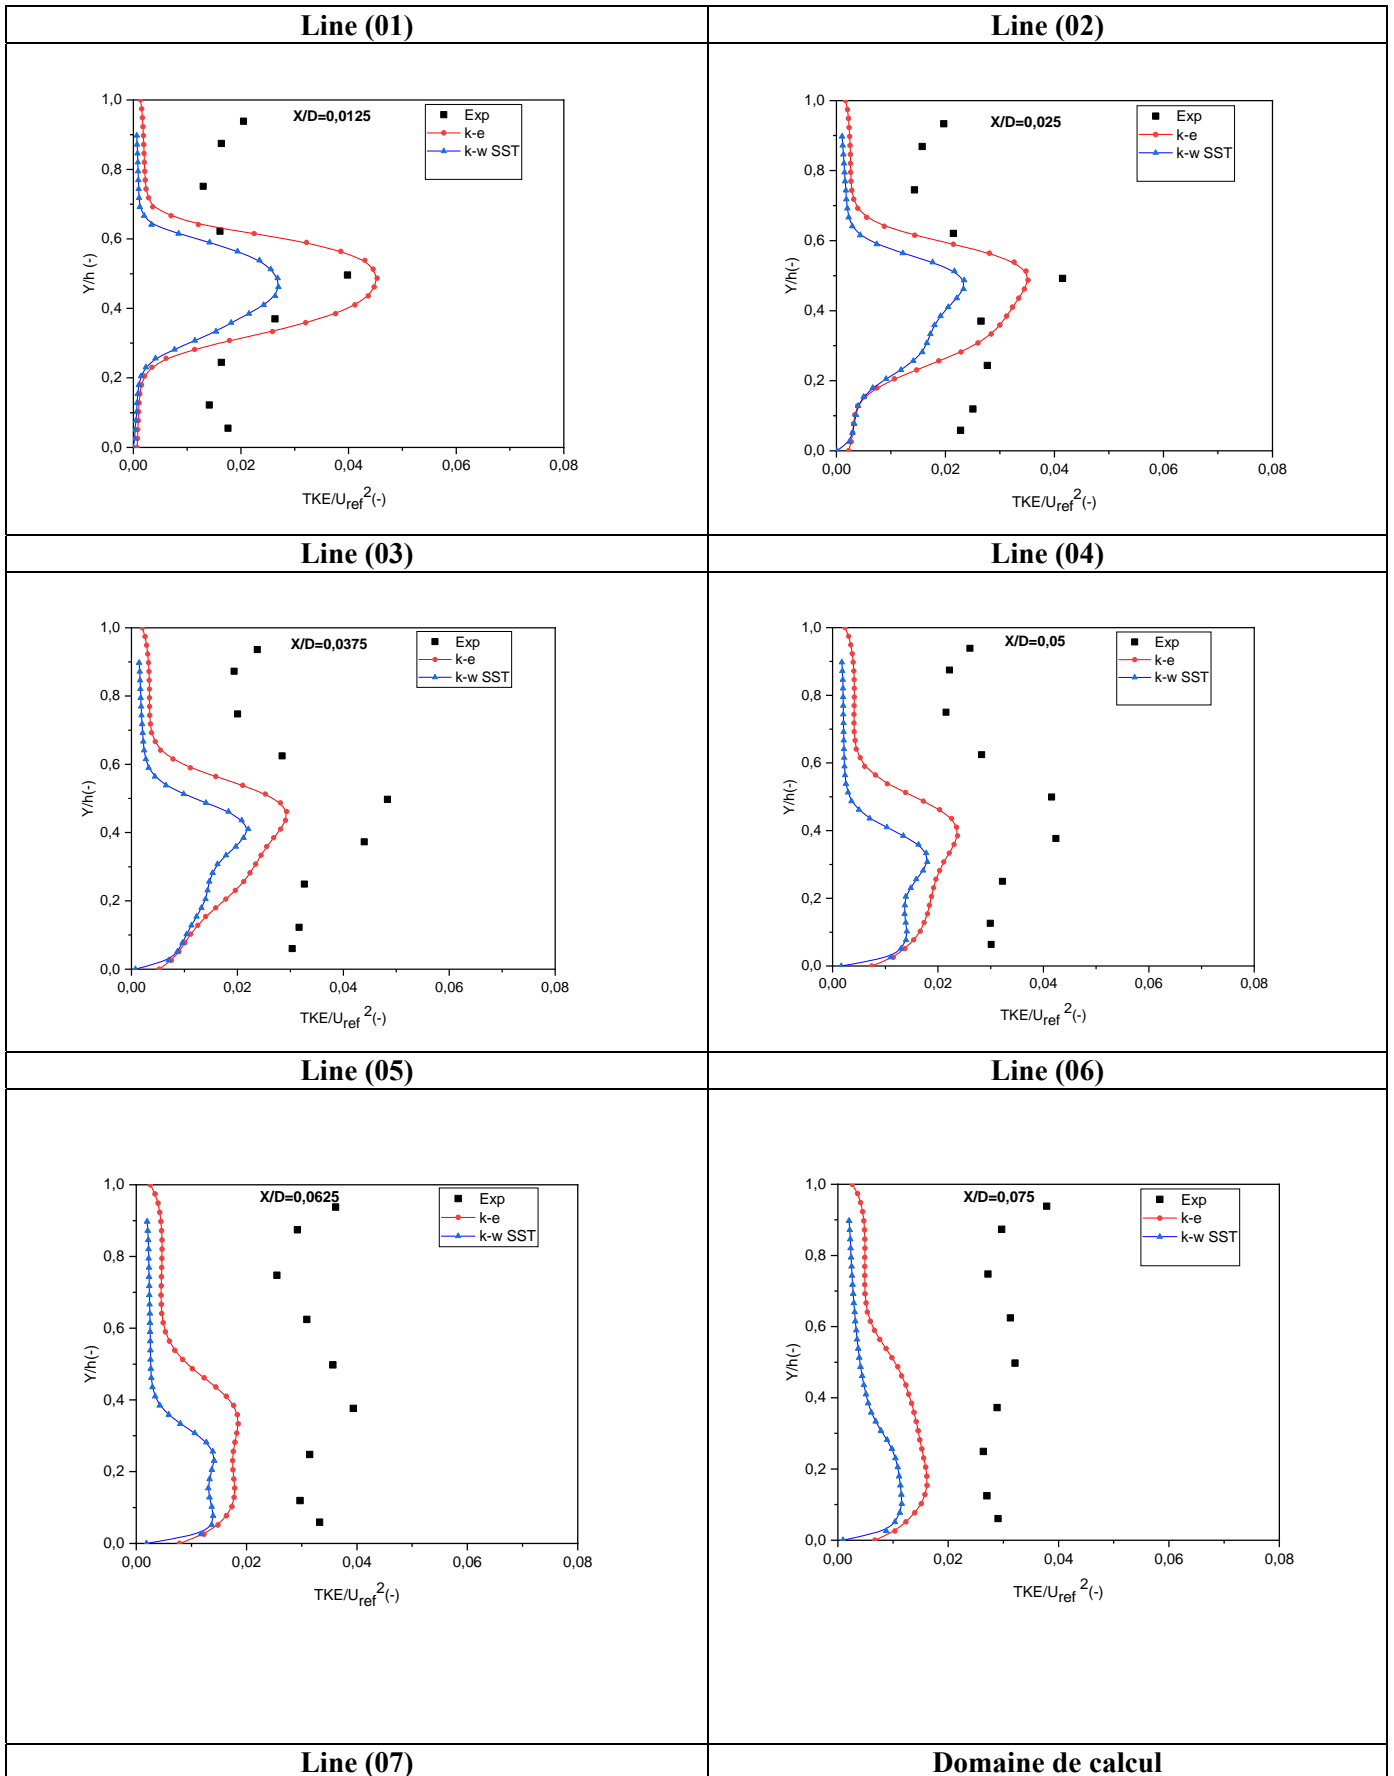 Line (01)
Line (02)
X/D=0,0125
Exp
k-e
k-w SST
1,0
0,8
0,6
0,4
0,2
0,0
Y/h (-)
0,00 0,02 0,04 0,06 0,08
TKE/Uref2(-)
X/D=0,025
Exp
k-e
k-w SST
1,0
0,8
0,6
0,4
0,2
0,0
Y/h(-)
0,00 0,02 0,04 0,06 0,08
TKE/Uref2(-)
Line (03)
Line (04)
X/D=0,0375
Exp
k-e
k-w SST
1,0
0,8
0,6
0,4
0,2
0,0
Y/h(-)
0,00 0,02 0,04 0,06 0,08
TKE/Uref 2(-)
X/D=0,05
Exp
k-e
k-w SST
1,0
0,8
0,6
0,4
0,2
0,0
Y/h(-)
0,00 0,02 0,04 0,06 0,08
TKE/Uref 2(-)
Line (05)
Line (06)
X/D=0,0625
Exp
k-e
k-w SST
1,0
0,8
0,6
0,4
0,2
0,0
Y/h(-)
0,00 0,02 0,04 0,06 0,08
TKE/Uref2(-)
X/D=0,075
Exp
k-e
k-w SST
1,0
0,8
0,6
0,4
0,2
0,0
Y/h(-)
0,00 0,02 0,04 0,06 0,08
TKE/Uref 2(-)
Line (07)
Domaine de calcul